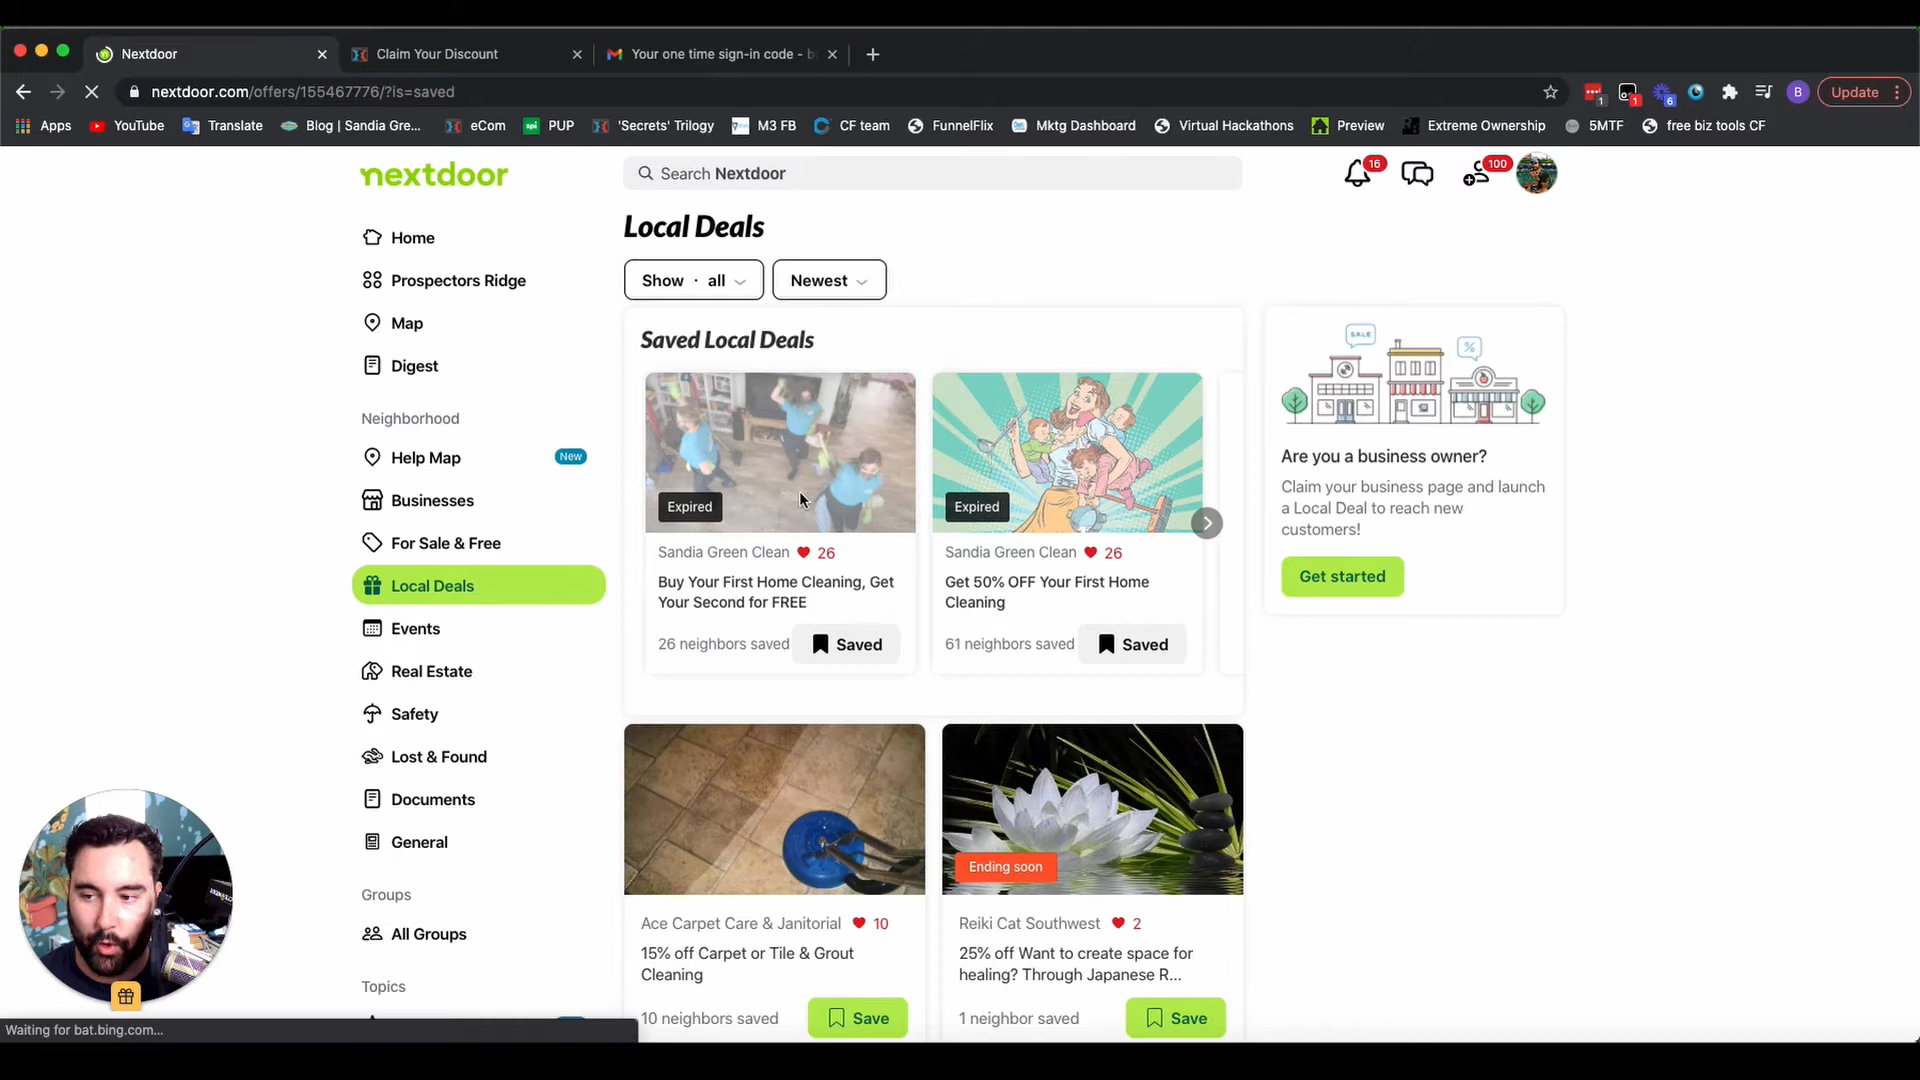 Nextdoor
Claim Your Discount
Your one time sign-in code - b
nextdoor.com/offers/155467776/?is=saved
1
1
6
B
Update
Apps
YouTube
Translate
Blog | Sandia Gre...
eCom
PUP
'Secrets' Trilogy
M3 FB
CF team
FunnelFlix
Mktg Dashboard
Virtual Hackathons
Preview
Extreme Ownership
5MTF
free biz tools CF
nextdoor
Search Nextdoor
16
100
Home
Prospectors Ridge
Map
Digest
Neighborhood
Help Map
New
Businesses
For Sale & Free
Local Deals
Events
Real Estate
Safety
Lost & Found
Documents
General
Groups
All Groups
Topics
Local Deals
Show · all
Newest
Saved Local Deals
Expired
Sandia Green Clean 26
Buy Your First Home Cleaning, Get
Your Second for FREE
26 neighbors saved
Saved
Expired
Sandia Green Clean 26
Get 50% OFF Your First Home
Cleaning
61 neighbors saved
Saved
Ace Carpet Care & Janitorial 10
15% off Carpet or Tile & Grout
Cleaning
10 neighbors saved
Save
Ending soon
Reiki Cat Southwest 2
25% off Want to create space for
healing? Through Japanese R...
1 neighbor saved
Save
SALE
%
Are you a business owner?
Claim your business page and launch
a Local Deal to reach new
customers!
Get started
Waiting for bat.bing.com...